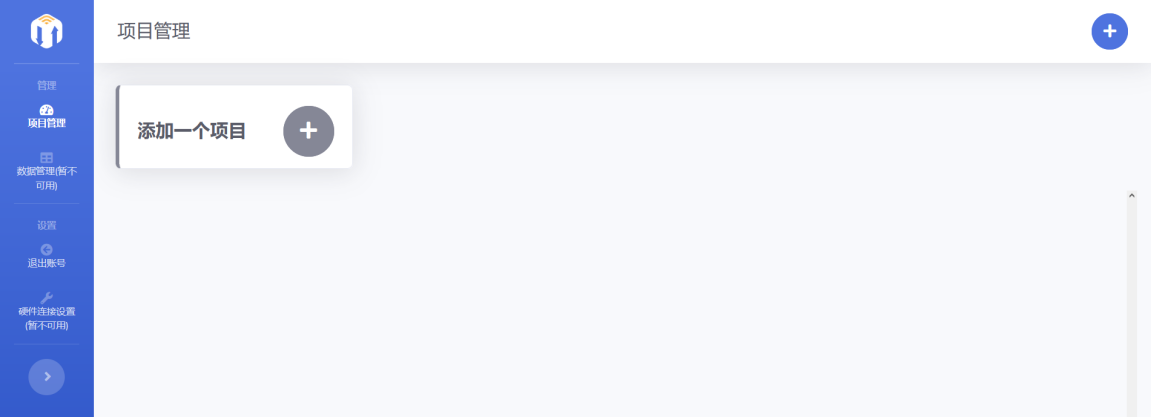 项目管理
管理
项目管理
数据管理(暂不
可用)
设置
退出账号
硬件连接设置
(暂不可用)
添加一个项目